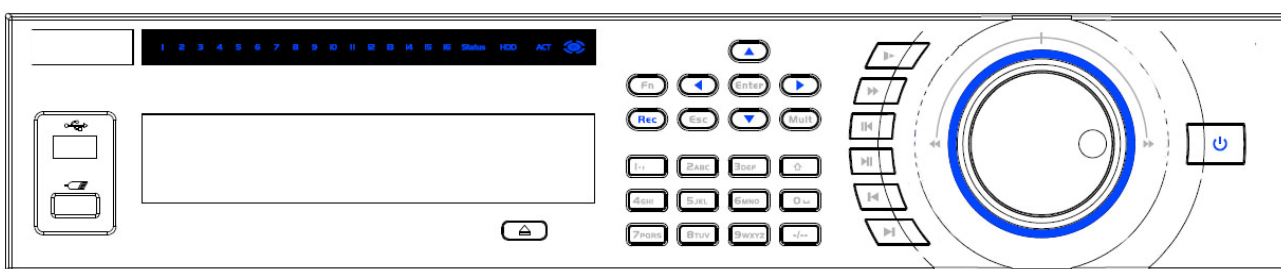 1 2 3 4 5 6 7 8 9 10 11 12 13 14 15 16 Status HDD ACT
Fn Enter
Rec Esc Mult
1 2ABC 3DEF
4GHI 5JKL 6MNO 0
7PQRS 8TUV 9WXYZ -/--